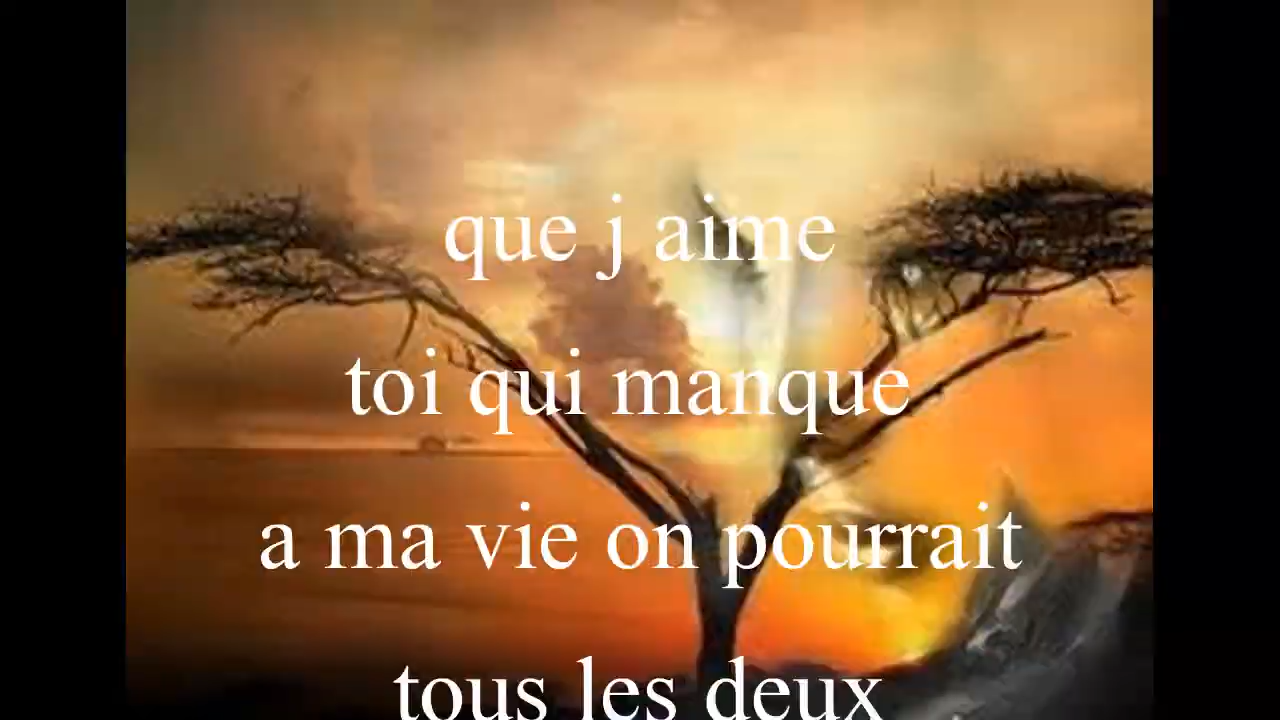 que j aime
toi qui manque
a ma vie on pourrait
tous les deux